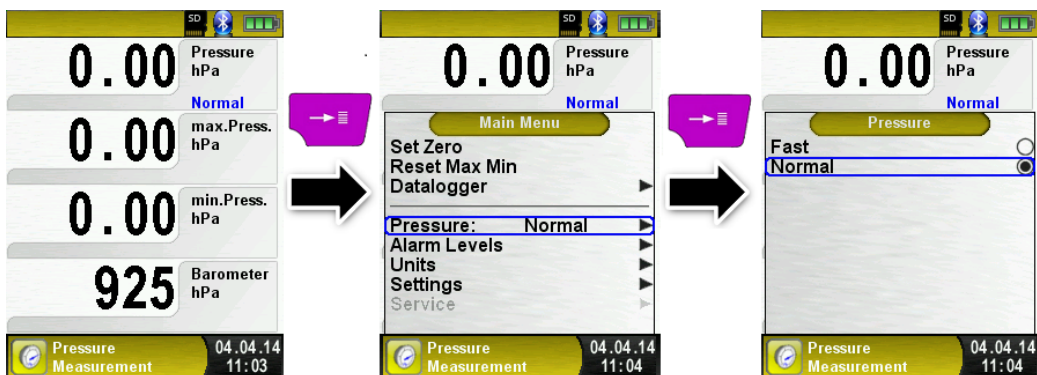 SD
0.00
Pressure
hPa
Normal
0.00
max.Press.
hPa
0.00
min.Press.
hPa
925
Barometer
hPa
Pressure
Measurement
04.04.14
11:03
SD
0.00
Pressure
hPa
Normal
Main Menu
Set Zero
Reset Max Min
Datalogger
Pressure: Normal
Alarm Levels
Units
Settings
Service
Pressure
Measurement
04.04.14
11:04
SD
0.00
Pressure
hPa
Normal
Pressure
Fast
Normal
Pressure
Measurement
04.04.14
11:04